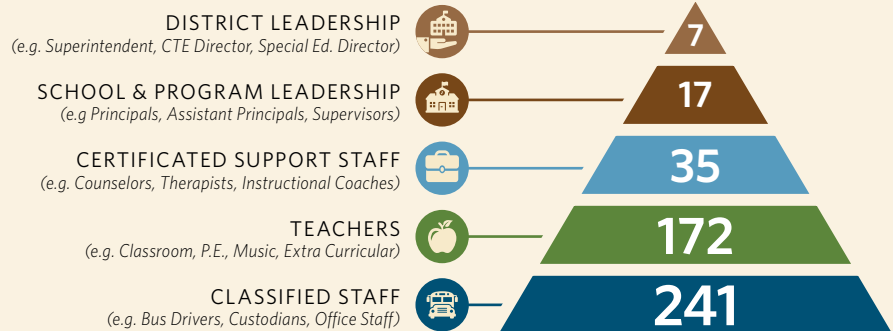 DISTRICT LEADERSHIP
(e.g. Superintendent, CTE Director, Special Ed. Director)
7
SCHOOL & PROGRAM LEADERSHIP
(e.g Principals, Assistant Principals, Supervisors)
17
CERTIFICATED SUPPORT STAFF
(e.g. Counselors, Therapists, Instructional Coaches)
35
TEACHERS
(e.g. Classroom, P.E., Music, Extra Curricular)
172
CLASSIFIED STAFF
(e.g. Bus Drivers, Custodians, Office Staff)
241